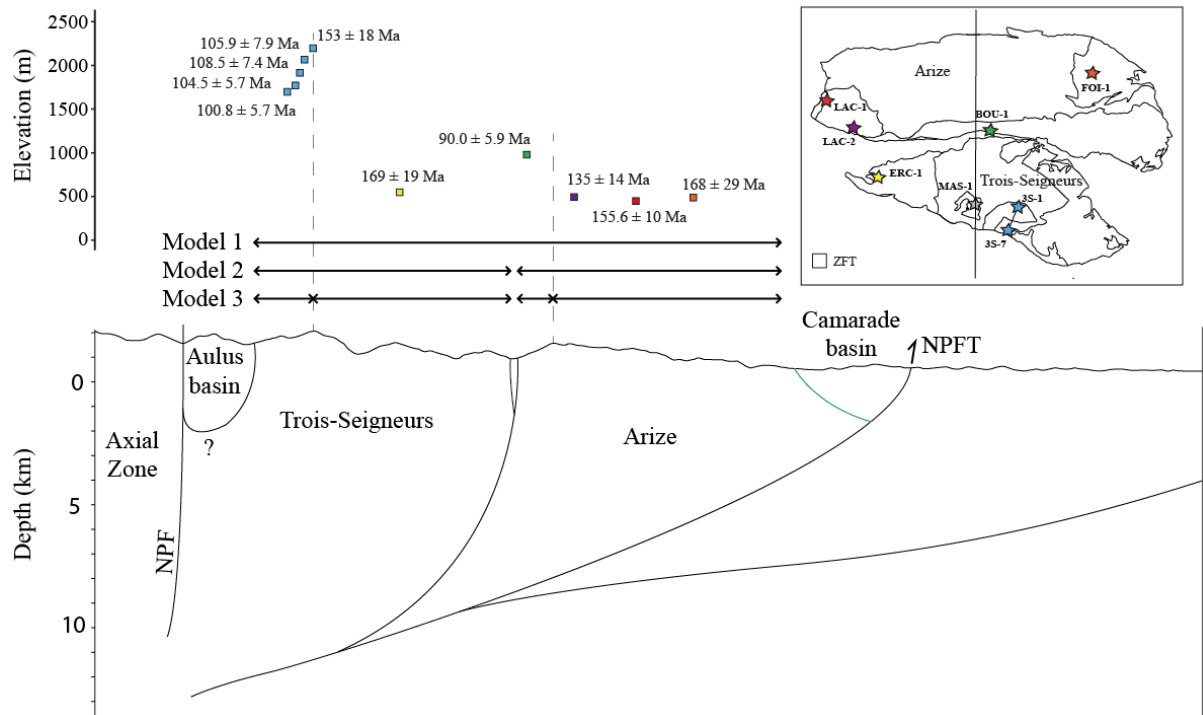 2500
2000
1500
1000
500
0
Elevation (m)
153 ± 18 Ma
105.9 ± 7.9 Ma
108.5 ± 7.4 Ma
104.5 ± 5.7 Ma
100.8 ± 5.7 Ma
90.0 ± 5.9 Ma
169 ± 19 Ma
135 ± 14 Ma
168 ± 29 Ma
155.6 ± 10 Ma
Model 1
Model 2
Model 3
Arize
FOI-1
LAC-1
BOU-1
LAC-2
ERC-1
MAS-1
Trois-Seigneurs
3S-1
3S-7
ZFT
Camarade
basin
NPFT
Aulus
basin
?
Trois-Seigneurs
Arize
Axial
Zone
NPF
0
5
10
Depth (km)